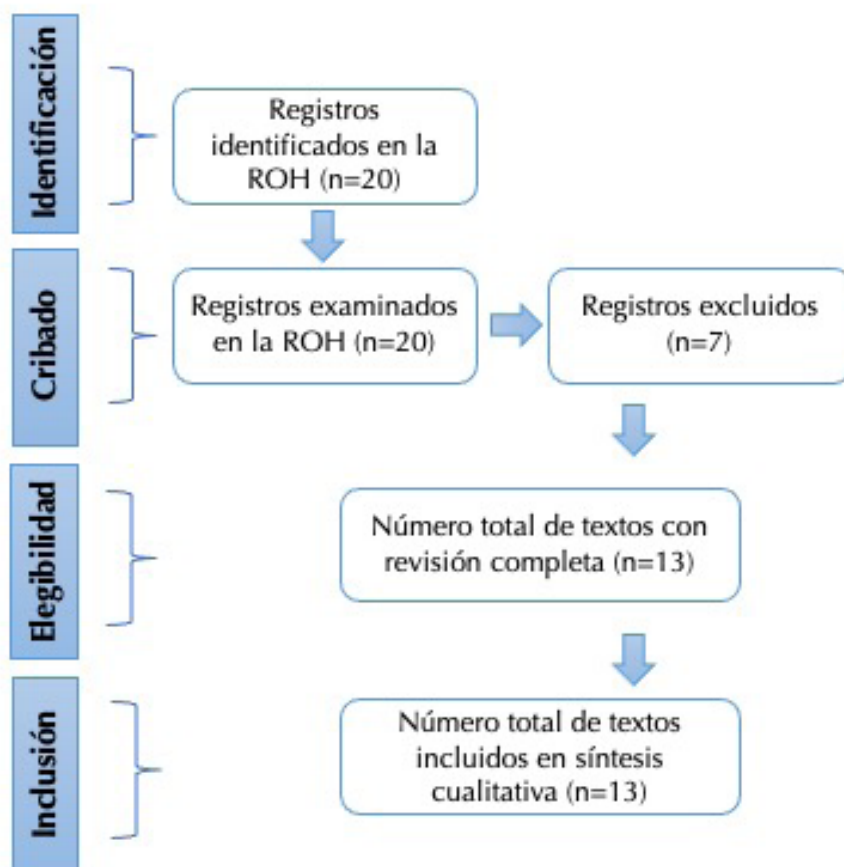 Identificación
Registros
identificados en la
ROH (n=20)
Cribado
Registros examinados
en la ROH (n=20)
Registros excluidos
(n=7)
Elegibilidad
Número total de textos con
revisión completa (n=13)
Inclusión
Número total de textos
incluidos en síntesis
cualitativa (n=13)